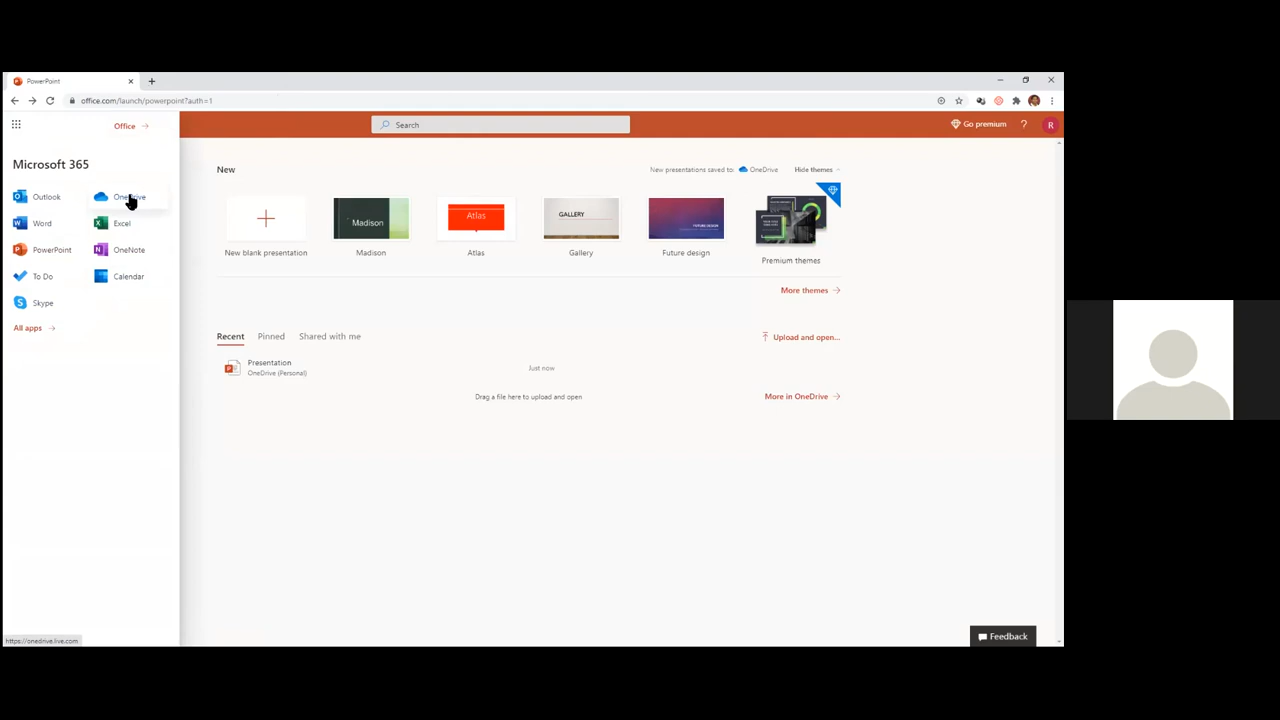 PowerPoint
office.com/launch/powerpoint?auth=1
Office →
Search
Go premium
?
R
Microsoft 365
Outlook
OneDrive
Word
Excel
PowerPoint
OneNote
To Do
Calendar
Skype
All apps →
New
New presentations saved to: OneDrive
Hide themes
Madison
Atlas
GALLERY
FUTURE DESIGN
New blank presentation
Madison
Atlas
Gallery
Future design
Premium themes
More themes →
Recent
Pinned
Shared with me
Upload and open...
Presentation
OneDrive (Personal)
Just now
Drag a file here to upload and open
More in OneDrive →
https://onedrive.live.com
Feedback